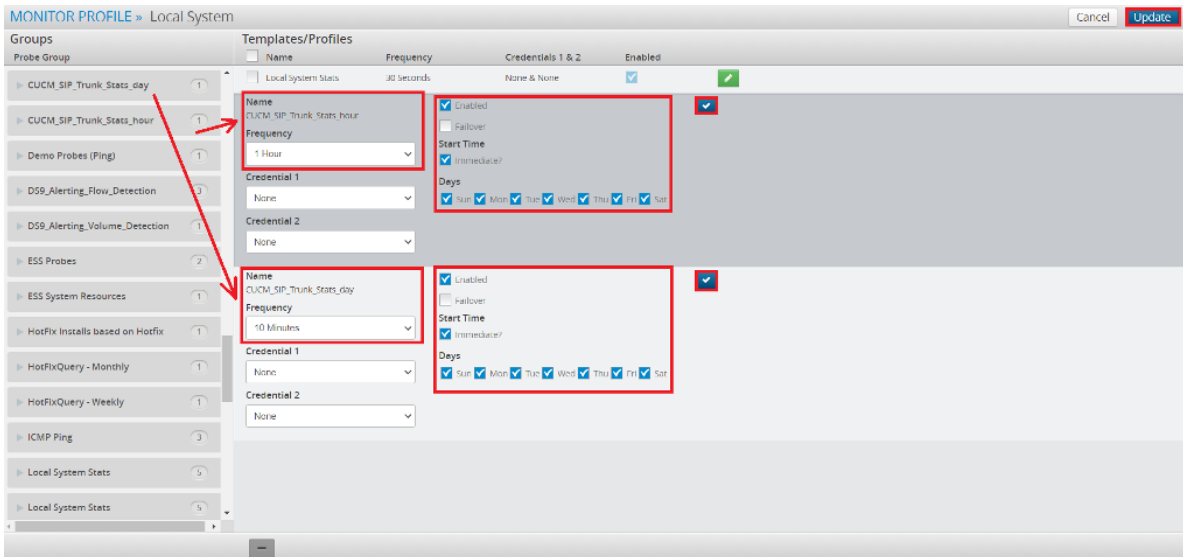 MONITOR PROFILE » Local System
Cancel
Update
Groups
Probe Group
CUCM_SIP_Trunk_Stats_day 1
CUCM_SIP_Trunk_Stats_hour 1
Demo Probes (Ping) 1
DS9_Alerting_Flow_Detection 3
DS9_Alerting_Volume_Detection 1
ESS Probes 2
ESS System Resources 1
HotFix Installs based on Hotfix 1
HotFixQuery - Monthly 1
HotFixQuery - Weekly 1
ICMP Ping 3
Local System Stats 5
Local System Stats 5
Templates/Profiles
Name Frequency Credentials 1 & 2 Enabled
Local System Stats 30 Seconds None & None
Name
CUCM_SIP_Trunk_Stats_hour
Frequency
1 Hour
Credential 1
None
Credential 2
None
Enabled
Failover
Start Time
Immediate?
Days
Sun Mon Tue Wed Thu Fri Sat
Name
CUCM_SIP_Trunk_Stats_day
Frequency
10 Minutes
Credential 1
None
Credential 2
None
Enabled
Failover
Start Time
Immediate?
Days
Sun Mon Tue Wed Thu Fri Sat